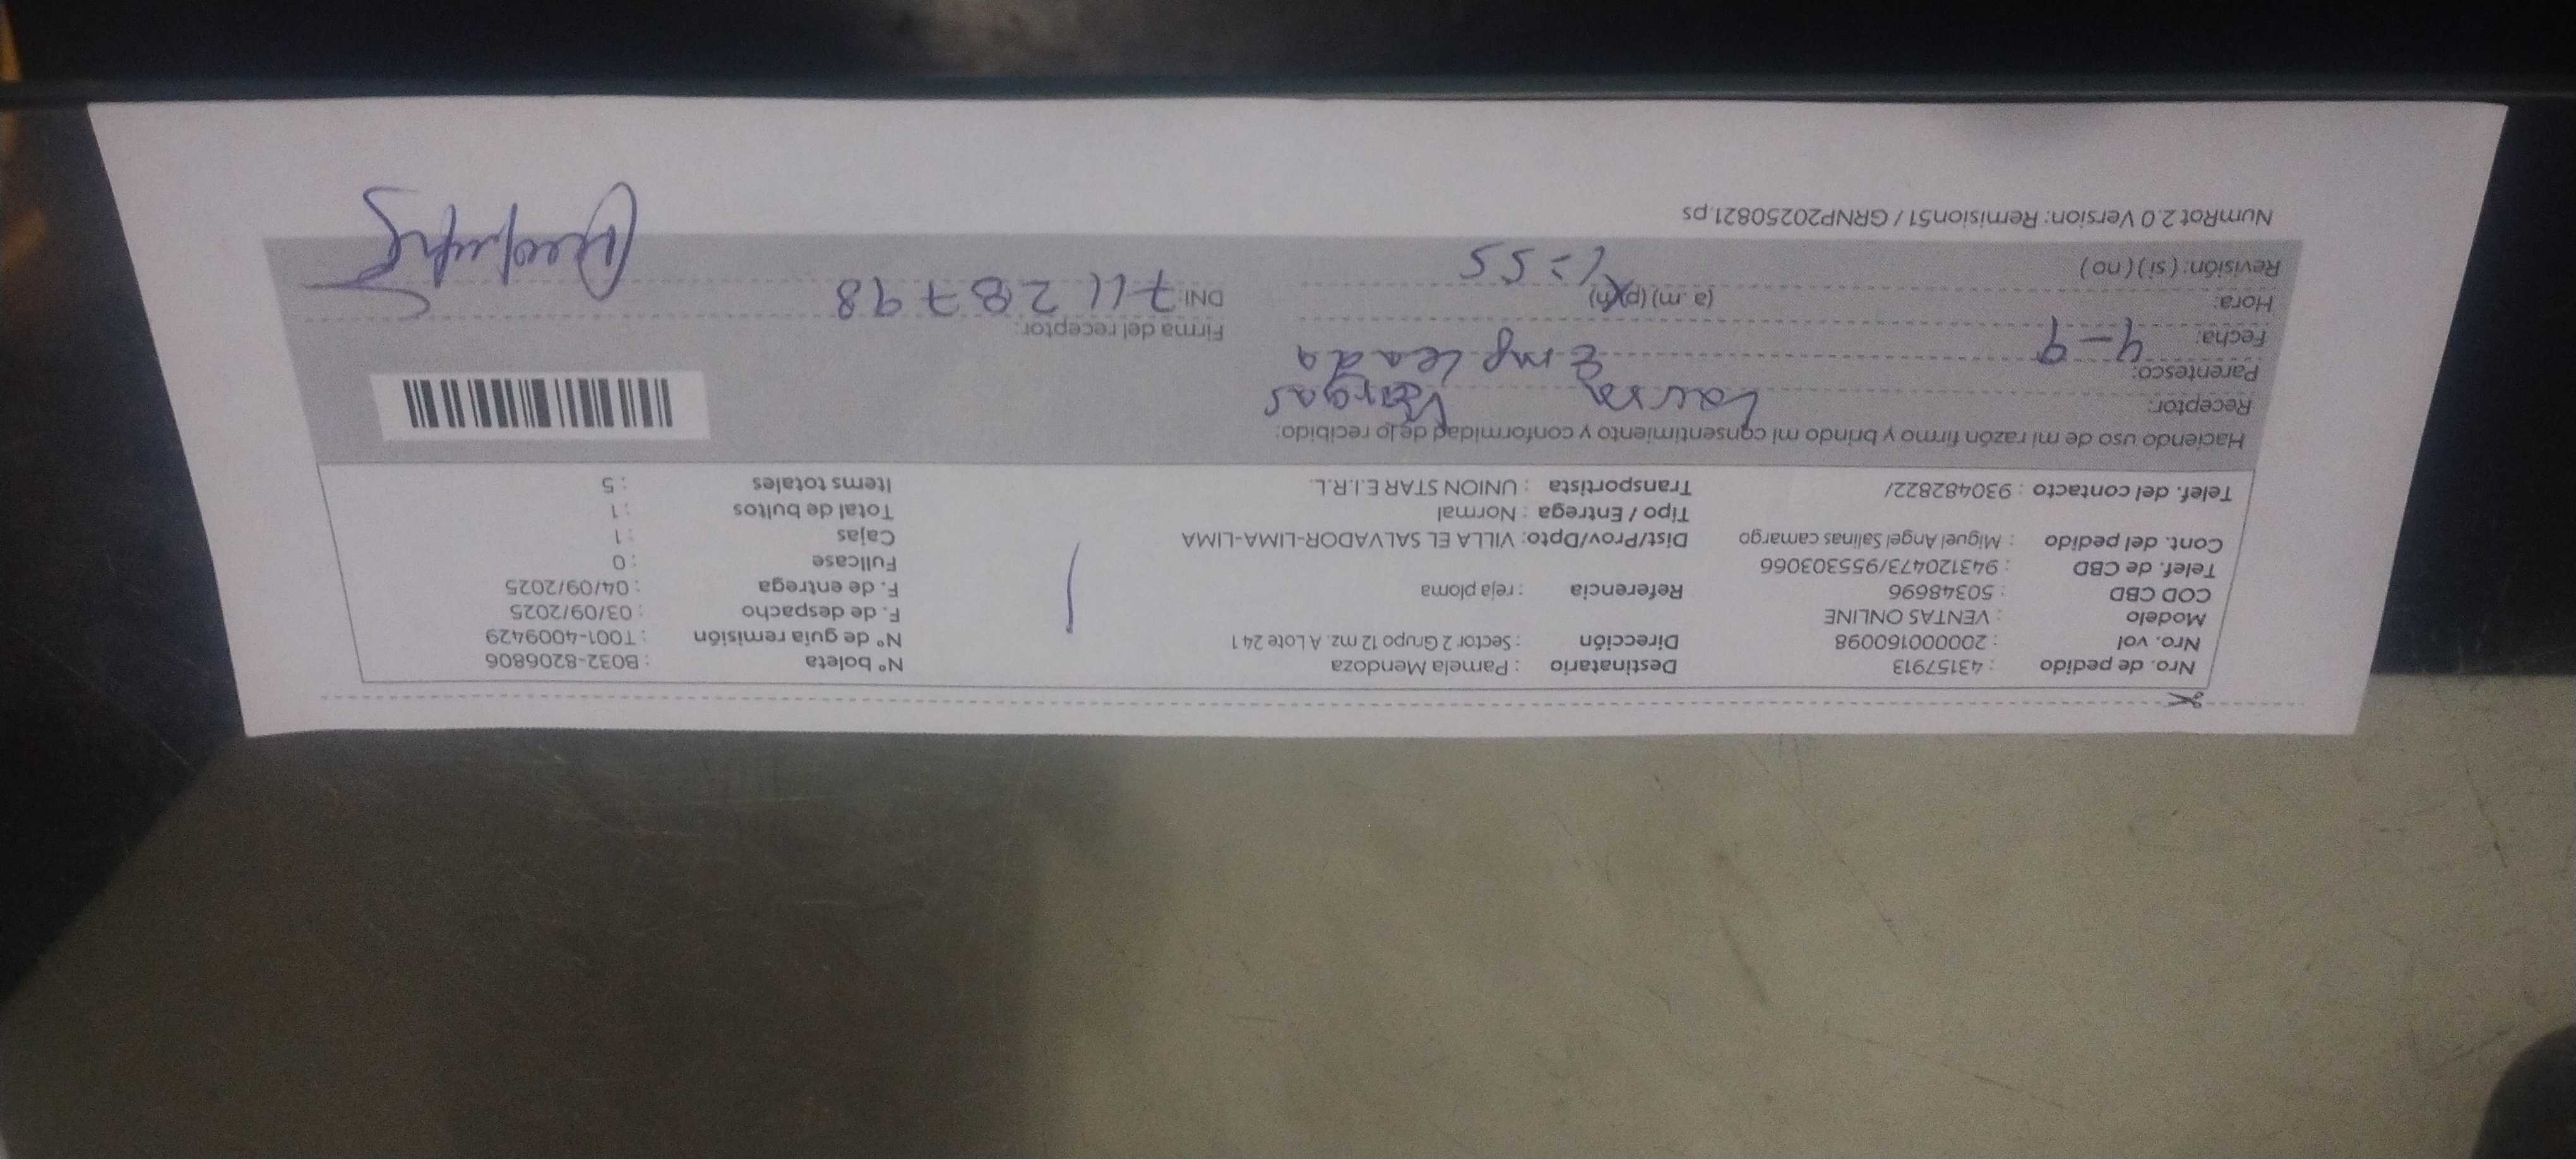 Nro. de pedido : 43157913 Destinatario : Pamela Mendoza N° boleta : B032-8206806
Nro. vol : 2000000160098 Dirección : Sector 2 Grupo 12 mz. A Lote 24 1 N° de guía remisión : T001-4009429
Modelo : VENTAS ONLINE F. de despacho : 03/09/2025
COD CBD : 50348696 Referencia : reja ploma F. de entrega : 04/09/2025
Telef. de CBD : 943120473/955303066 Fullcase : 0
Cont. del pedido : Miguel Angel Salinas camargo Dist/Prov/Dpto: VILLA EL SALVADOR-LIMA-LIMA Cajas : 1
Tipo / Entrega : Normal Total de bultos : 1
Telef. del contacto : 930482822/ Transportista : UNION STAR E.I.R.L. Items totales : 5
Haciendo uso de mi razón firmo y brindo mi consentimiento y conformidad de lo recibido:
Receptor: Laura Vargas
Parentesco: Empleada
Fecha: 4-9 Firma del receptor:
Hora: (a. m) (p.m) 1=55 DNI: 71128798
Revisión: (si) (no)
NumRot 2.0 Version: Remision51 / GRNP20250821.ps